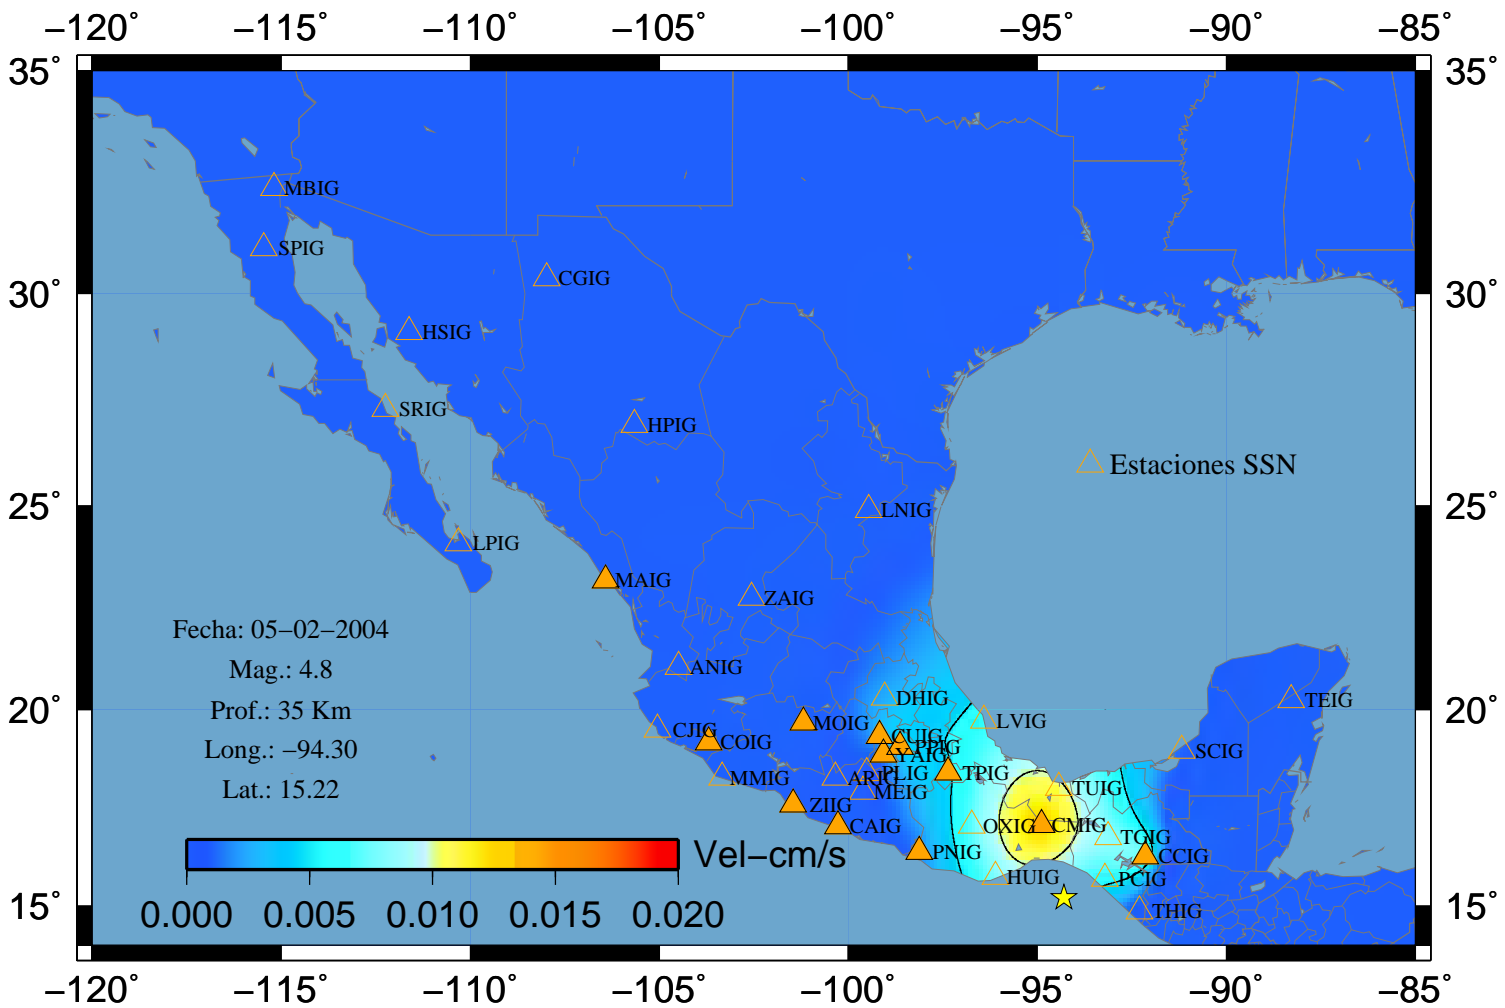 −120˚ −115˚ −110˚ −105˚ −100˚ −95˚ −90˚ −85˚
35˚ 35˚
MBIG
SPIG
CGIG
30˚ 30˚
HSIG
SRIG
HPIG
Estaciones SSN
25˚ 25˚
LNIG
LPIG
MAIG
ZAIG
Fecha: 05−02−2004
Mag.: 4.8
Prof.: 35 Km
Long.: −94.30
Lat.: 15.22
ANIG
DHIG
TEIG
20˚ 20˚
MOIG
LVIG
CJIG
COIG
CUIG
PPIG
YAIG
SCIG
MMIG
ARIG
PLIG
TPIG
MEIG
TUIG
ZIIG
CAIG
OXIG
CMIG
TGIG
PNIG
CCIG
HUIG
PCIG
THIG
Vel−cm/s
0.000 0.005 0.010 0.015 0.020
15˚ 15˚
−120˚ −115˚ −110˚ −105˚ −100˚ −95˚ −90˚ −85˚